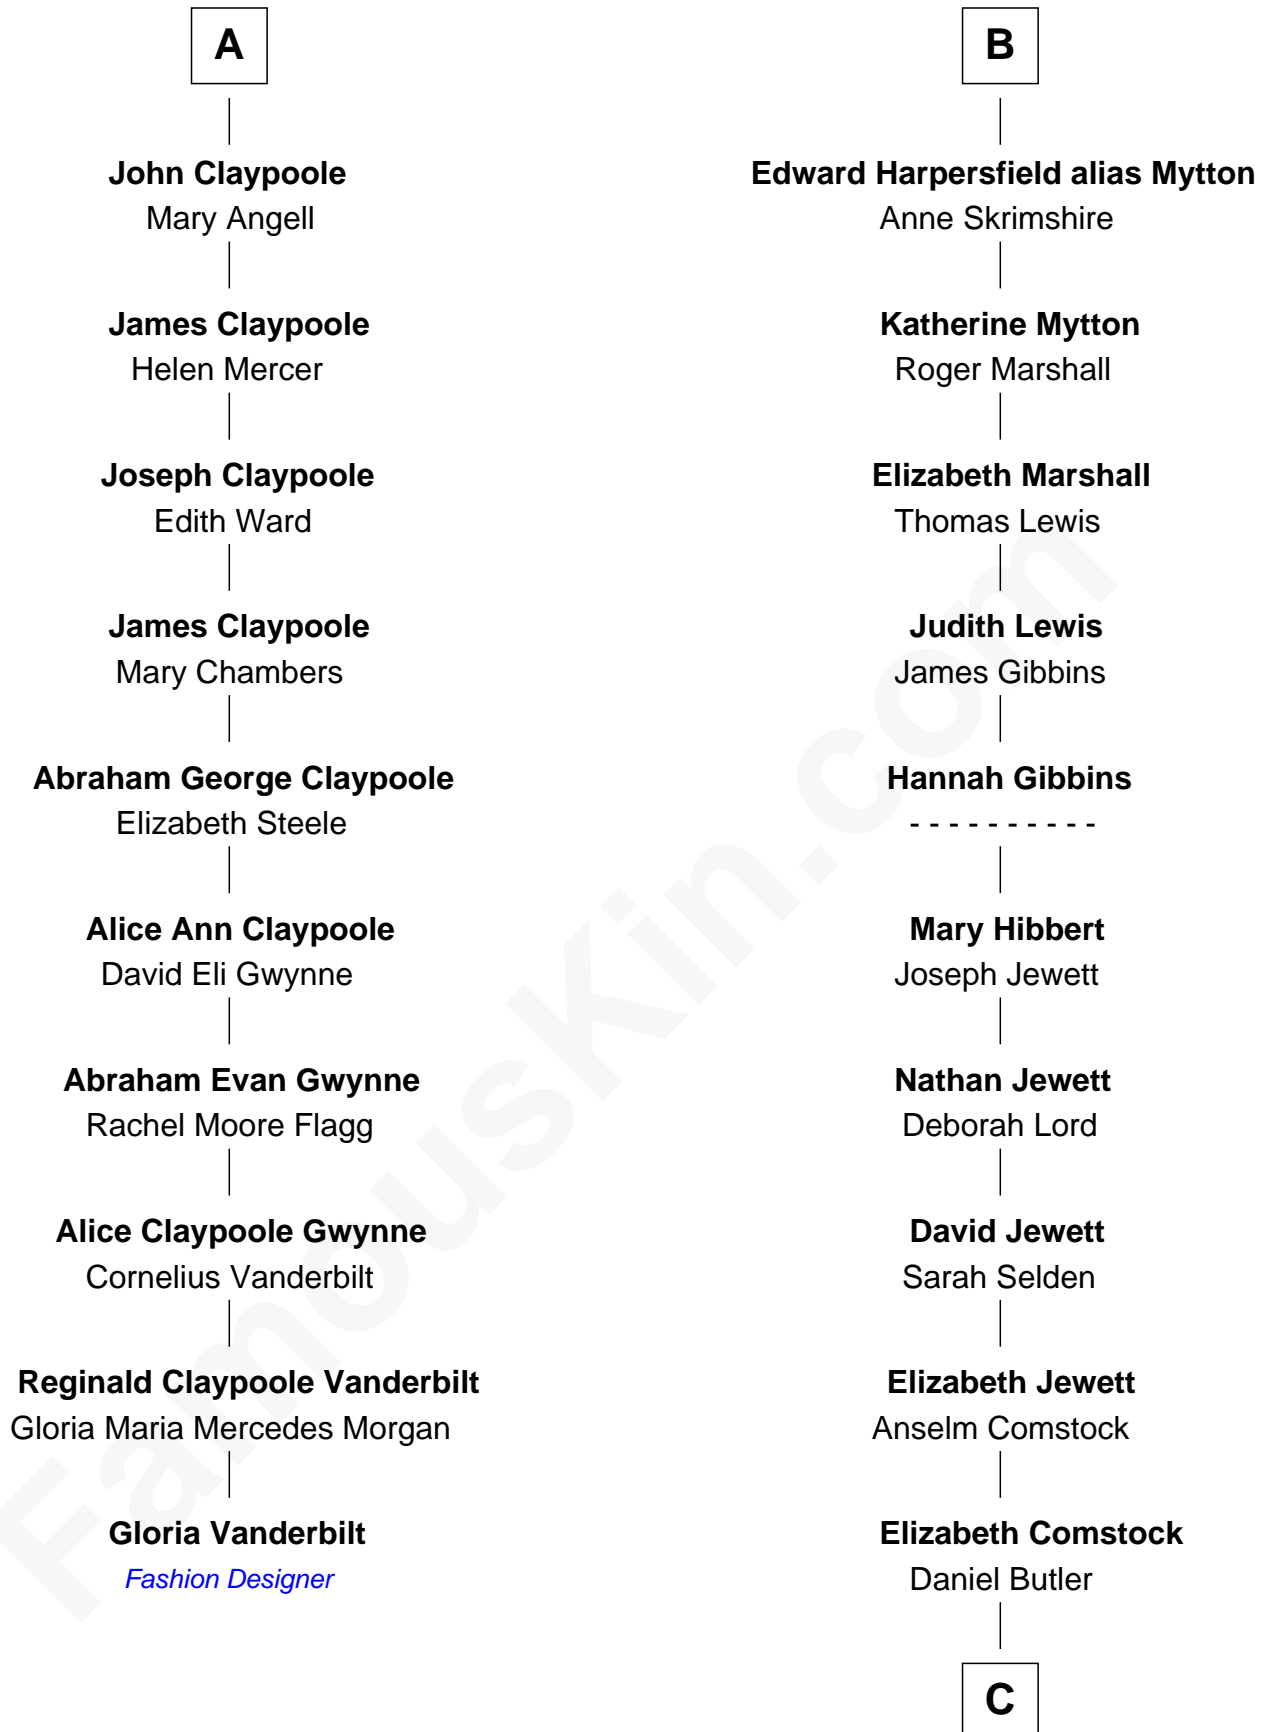 A
John Claypoole
Mary Angell
James Claypoole
Helen Mercer
Joseph Claypoole
Edith Ward
James Claypoole
Mary Chambers
Abraham George Claypoole
Elizabeth Steele
Alice Ann Claypoole
David Eli Gwynne
Abraham Evan Gwynne
Rachel Moore Flagg
Alice Claypoole Gwynne
Cornelius Vanderbilt
Reginald Claypoole Vanderbilt
Gloria Maria Mercedes Morgan
Gloria Vanderbilt
Fashion Designer
B
Edward Harpersfield alias Mytton
Anne Skrimshire
Katherine Mytton
Roger Marshall
Elizabeth Marshall
Thomas Lewis
Judith Lewis
James Gibbins
Hannah Gibbins
- - - - - - - - - -
Mary Hibbert
Joseph Jewett
Nathan Jewett
Deborah Lord
David Jewett
Sarah Selden
Elizabeth Jewett
Anselm Comstock
Elizabeth Comstock
Daniel Butler
C
FamousKin.com